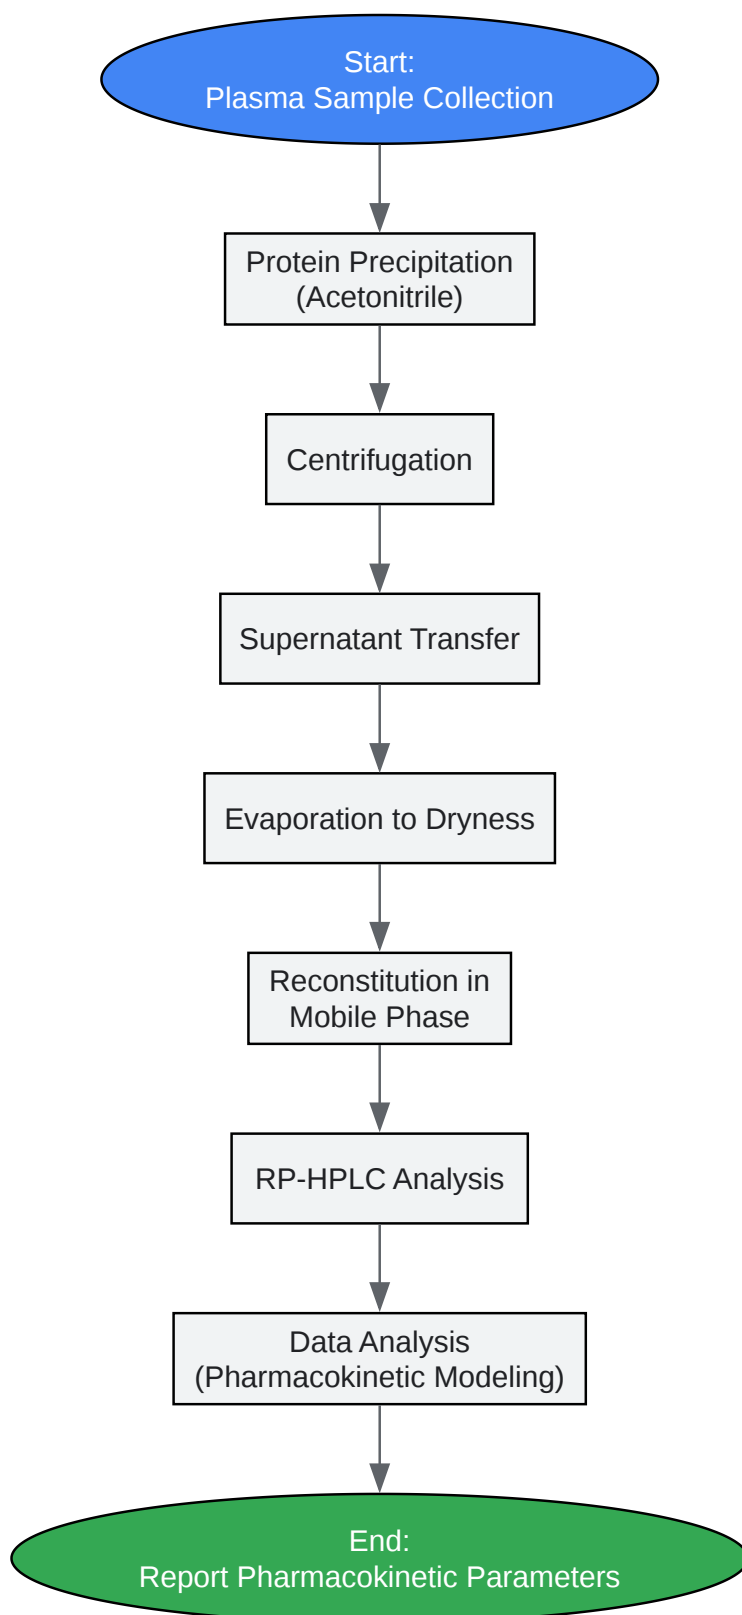 Start:
Plasma Sample Collection
Protein Precipitation
(Acetonitrile)
Centrifugation
Supernatant Transfer
Evaporation to Dryness
Reconstitution in
Mobile Phase
RP-HPLC Analysis
Data Analysis
(Pharmacokinetic Modeling)
End:
Report Pharmacokinetic Parameters